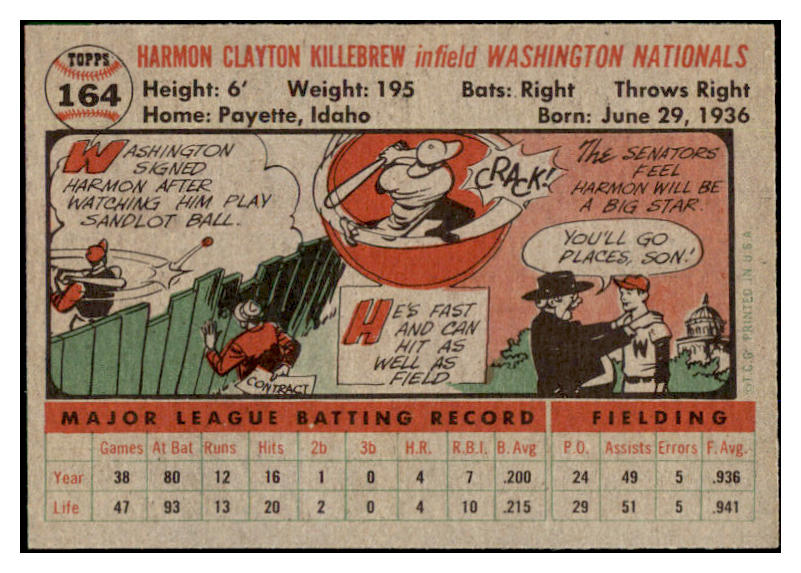 TOPPS
164
HARMON CLAYTON KILLEBREW infield WASHINGTON NATIONALS
Height: 6' Weight: 195 Bats: Right Throws Right
Home: Payette, Idaho Born: June 29, 1936
WASHINGTON
SIGNED
HARMON AFTER
WATCHING HIM PLAY
SANDLOT BALL.
CONTRACT
CRACK!
HE'S FAST
AND CAN
HIT AS
WELL AS
FIELD.
THE SENATORS
FEEL
HARMON WILL BE
A BIG STAR.
YOU'LL GO
PLACES, SON!
W
©T.C.G. PRINTED IN U.S.A.
MAJOR LEAGUE BATTING RECORD FIELDING
Games At Bat Runs Hits 2b 3b H.R. R.B.I. B. Avg P.O. Assists Errors F. Avg.
Year 38 80 12 16 1 0 4 7 .200 24 49 5 .936
Life 47 93 13 20 2 0 4 10 .215 29 51 5 .941